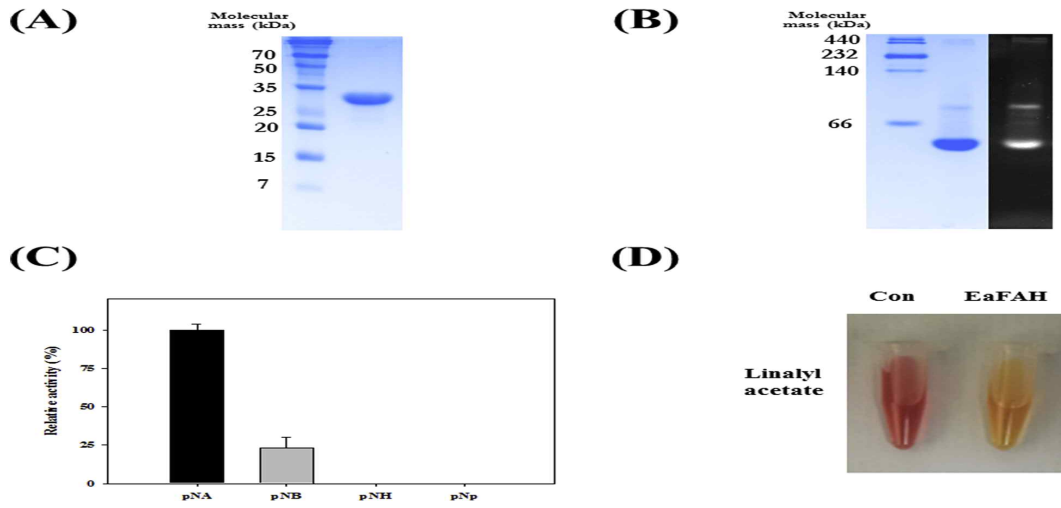 (A)
Molecular
mass (kDa)
70
50
35
25
20
15
7
(B)
Molecular
mass (kDa)
440
232
140
66
(C)
Relative activity (%)
100
75
50
25
0
pNA
pNB
pNH
pNp
(D)
Con EaFAH
Linalyl
acetate